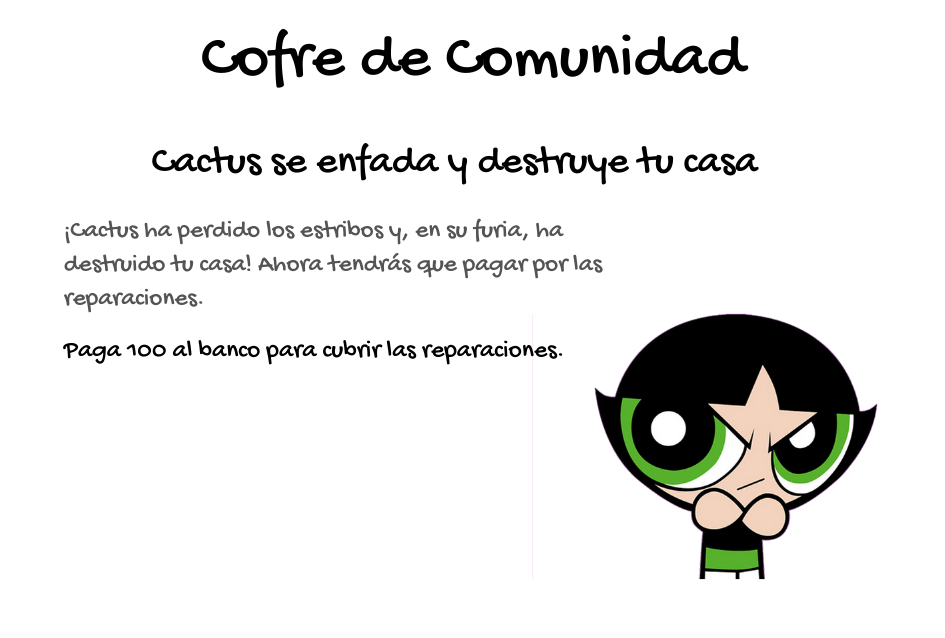 Cofre de Comunidad
Cactus se enfada y destruye tu casa
¡Cactus ha perdido los estribos y, en su furia, ha
destruido tu casa! Ahora tendrás que pagar por las
reparaciones.
Paga 100 al banco para cubrir las reparaciones.